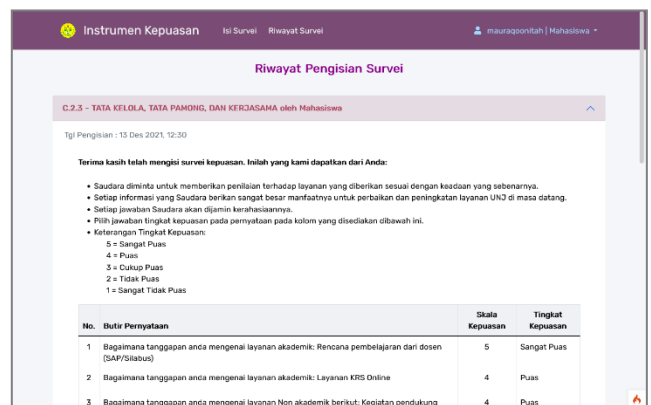 Instrumen Kepuasan Isi Survei Riwayat Survei mauraqoonitah | Mahasiswa
Riwayat Pengisian Survei
C.2.3 - TATA KELOLA, TATA PAMONG, DAN KERJASAMA oleh Mahasiswa
Tgl Pengisian : 13 Des 2021, 12:30
Terima kasih telah mengisi survei kepuasan. Inilah yang kami dapatkan dari Anda:
• Saudara diminta untuk memberikan penilaian terhadap layanan yang diberikan sesuai dengan keadaan yang sebenarnya.
• Setiap informasi yang Saudara berikan sangat besar manfaatnya untuk perbaikan dan peningkatan layanan UNJ di masa datang.
• Setiap jawaban Saudara akan dijamin kerahasiaannya.
• Pilih jawaban tingkat kepuasan pada pernyataan pada kolom yang disediakan dibawah ini.
• Keterangan Tingkat Kepuasan:
5 = Sangat Puas
4 = Puas
3 = Cukup Puas
2 = Tidak Puas
1 = Sangat Tidak Puas
No. Butir Pernyataan Skala Kepuasan Tingkat Kepuasan
1 Bagaimana tanggapan anda mengenai layanan akademik: Rencana pembelajaran dari dosen 5 Sangat Puas
(SAP/Silabus)
2 Bagaimana tanggapan anda mengenai layanan akademik: Layanan KRS Online 4 Puas
3 Bagaimana tanggapan anda mengenai layanan Non akademik berikut: Kegiatan pendukung 4 Puas